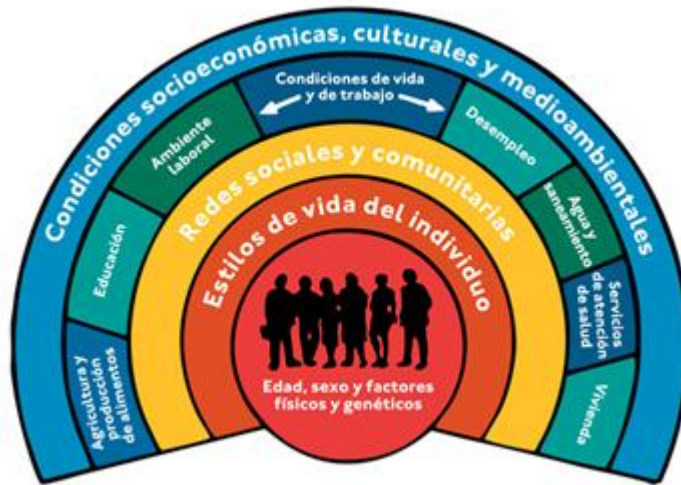 Condiciones socioeconómicas, culturales y medioambientales
Condiciones de vida
y de trabajo
Agricultura y
producción
de alimentos
Educación
Ambiente
laboral
Desempleo
Agua y
saneamiento
Servicios
de atención
de salud
Vivienda
Redes sociales y comunitarias
Estilos de vida del individuo
Edad, sexo y factores
físicos y genéticos